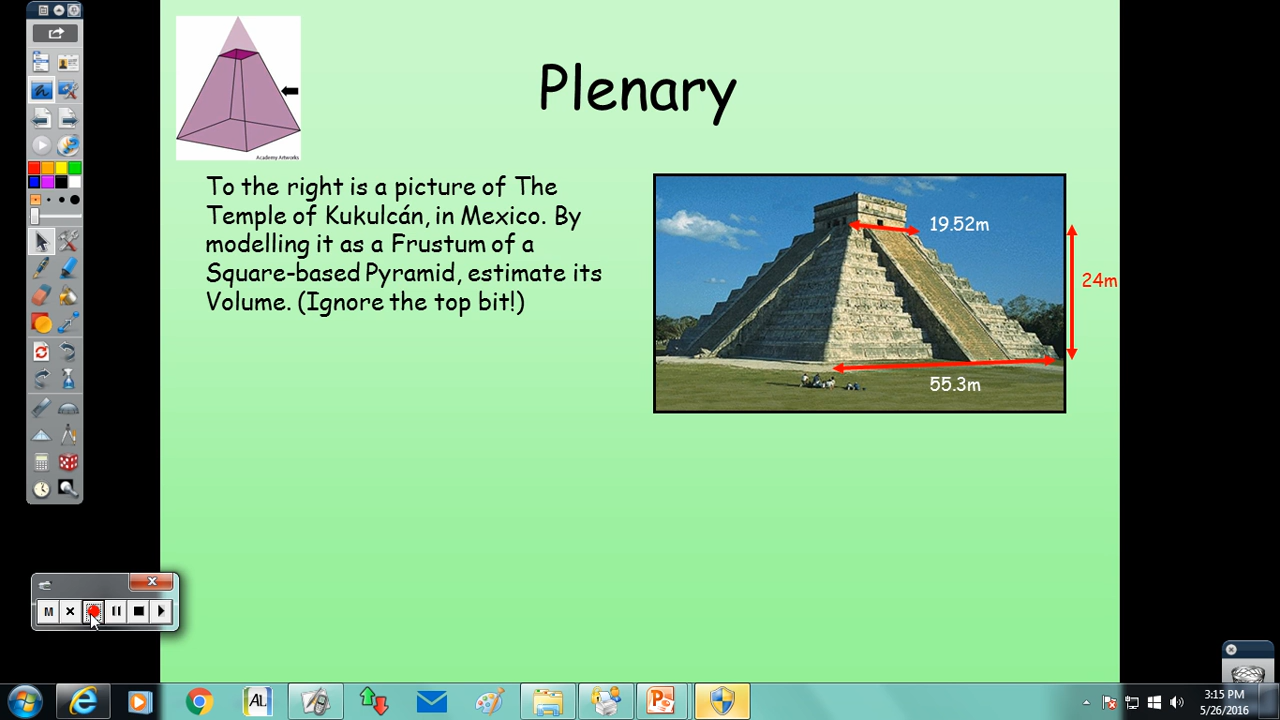 Academy Artworks
Plenary
To the right is a picture of The
Temple of Kukulcán, in Mexico. By
modelling it as a Frustum of a
Square-based Pyramid, estimate its
Volume. (Ignore the top bit!)
19.52m
24m
55.3m
M
AL
3:15 PM
5/26/2016